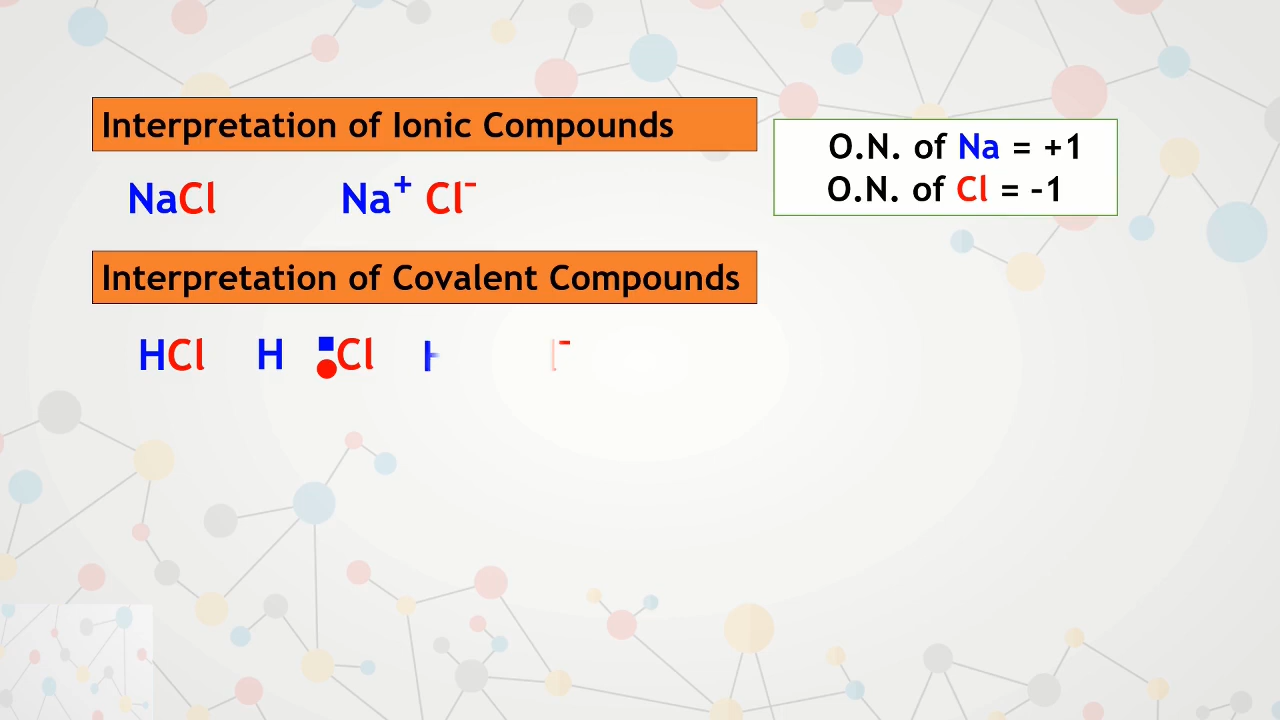 Interpretation of Ionic Compounds
NaCl Na⁺ Cl⁻
O.N. of Na = +1
O.N. of Cl = -1
Interpretation of Covalent Compounds
HCl H Cl